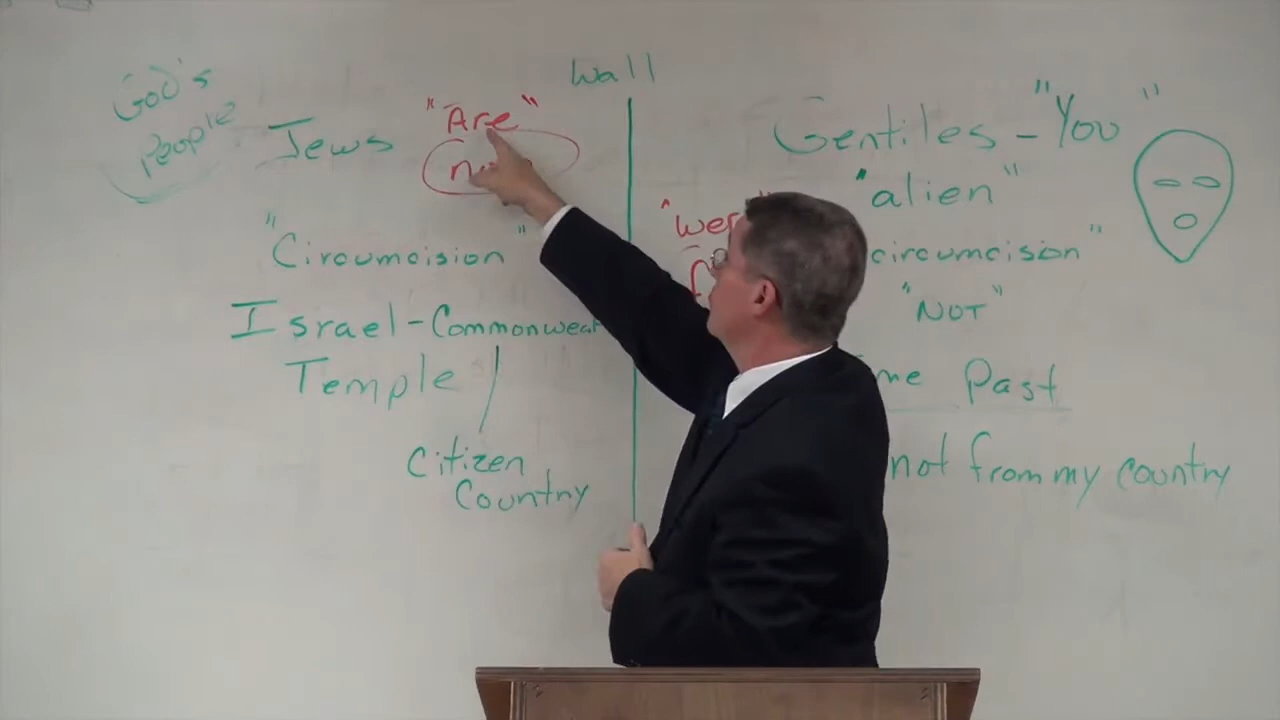 God's
People
Jews
"Are"
Wall
"Circumcision"
Israel-Commonweal
Temple
Citizen
Country
Gentiles - "You"
"alien"
circumcision"
"NOT"
Past
not from my country